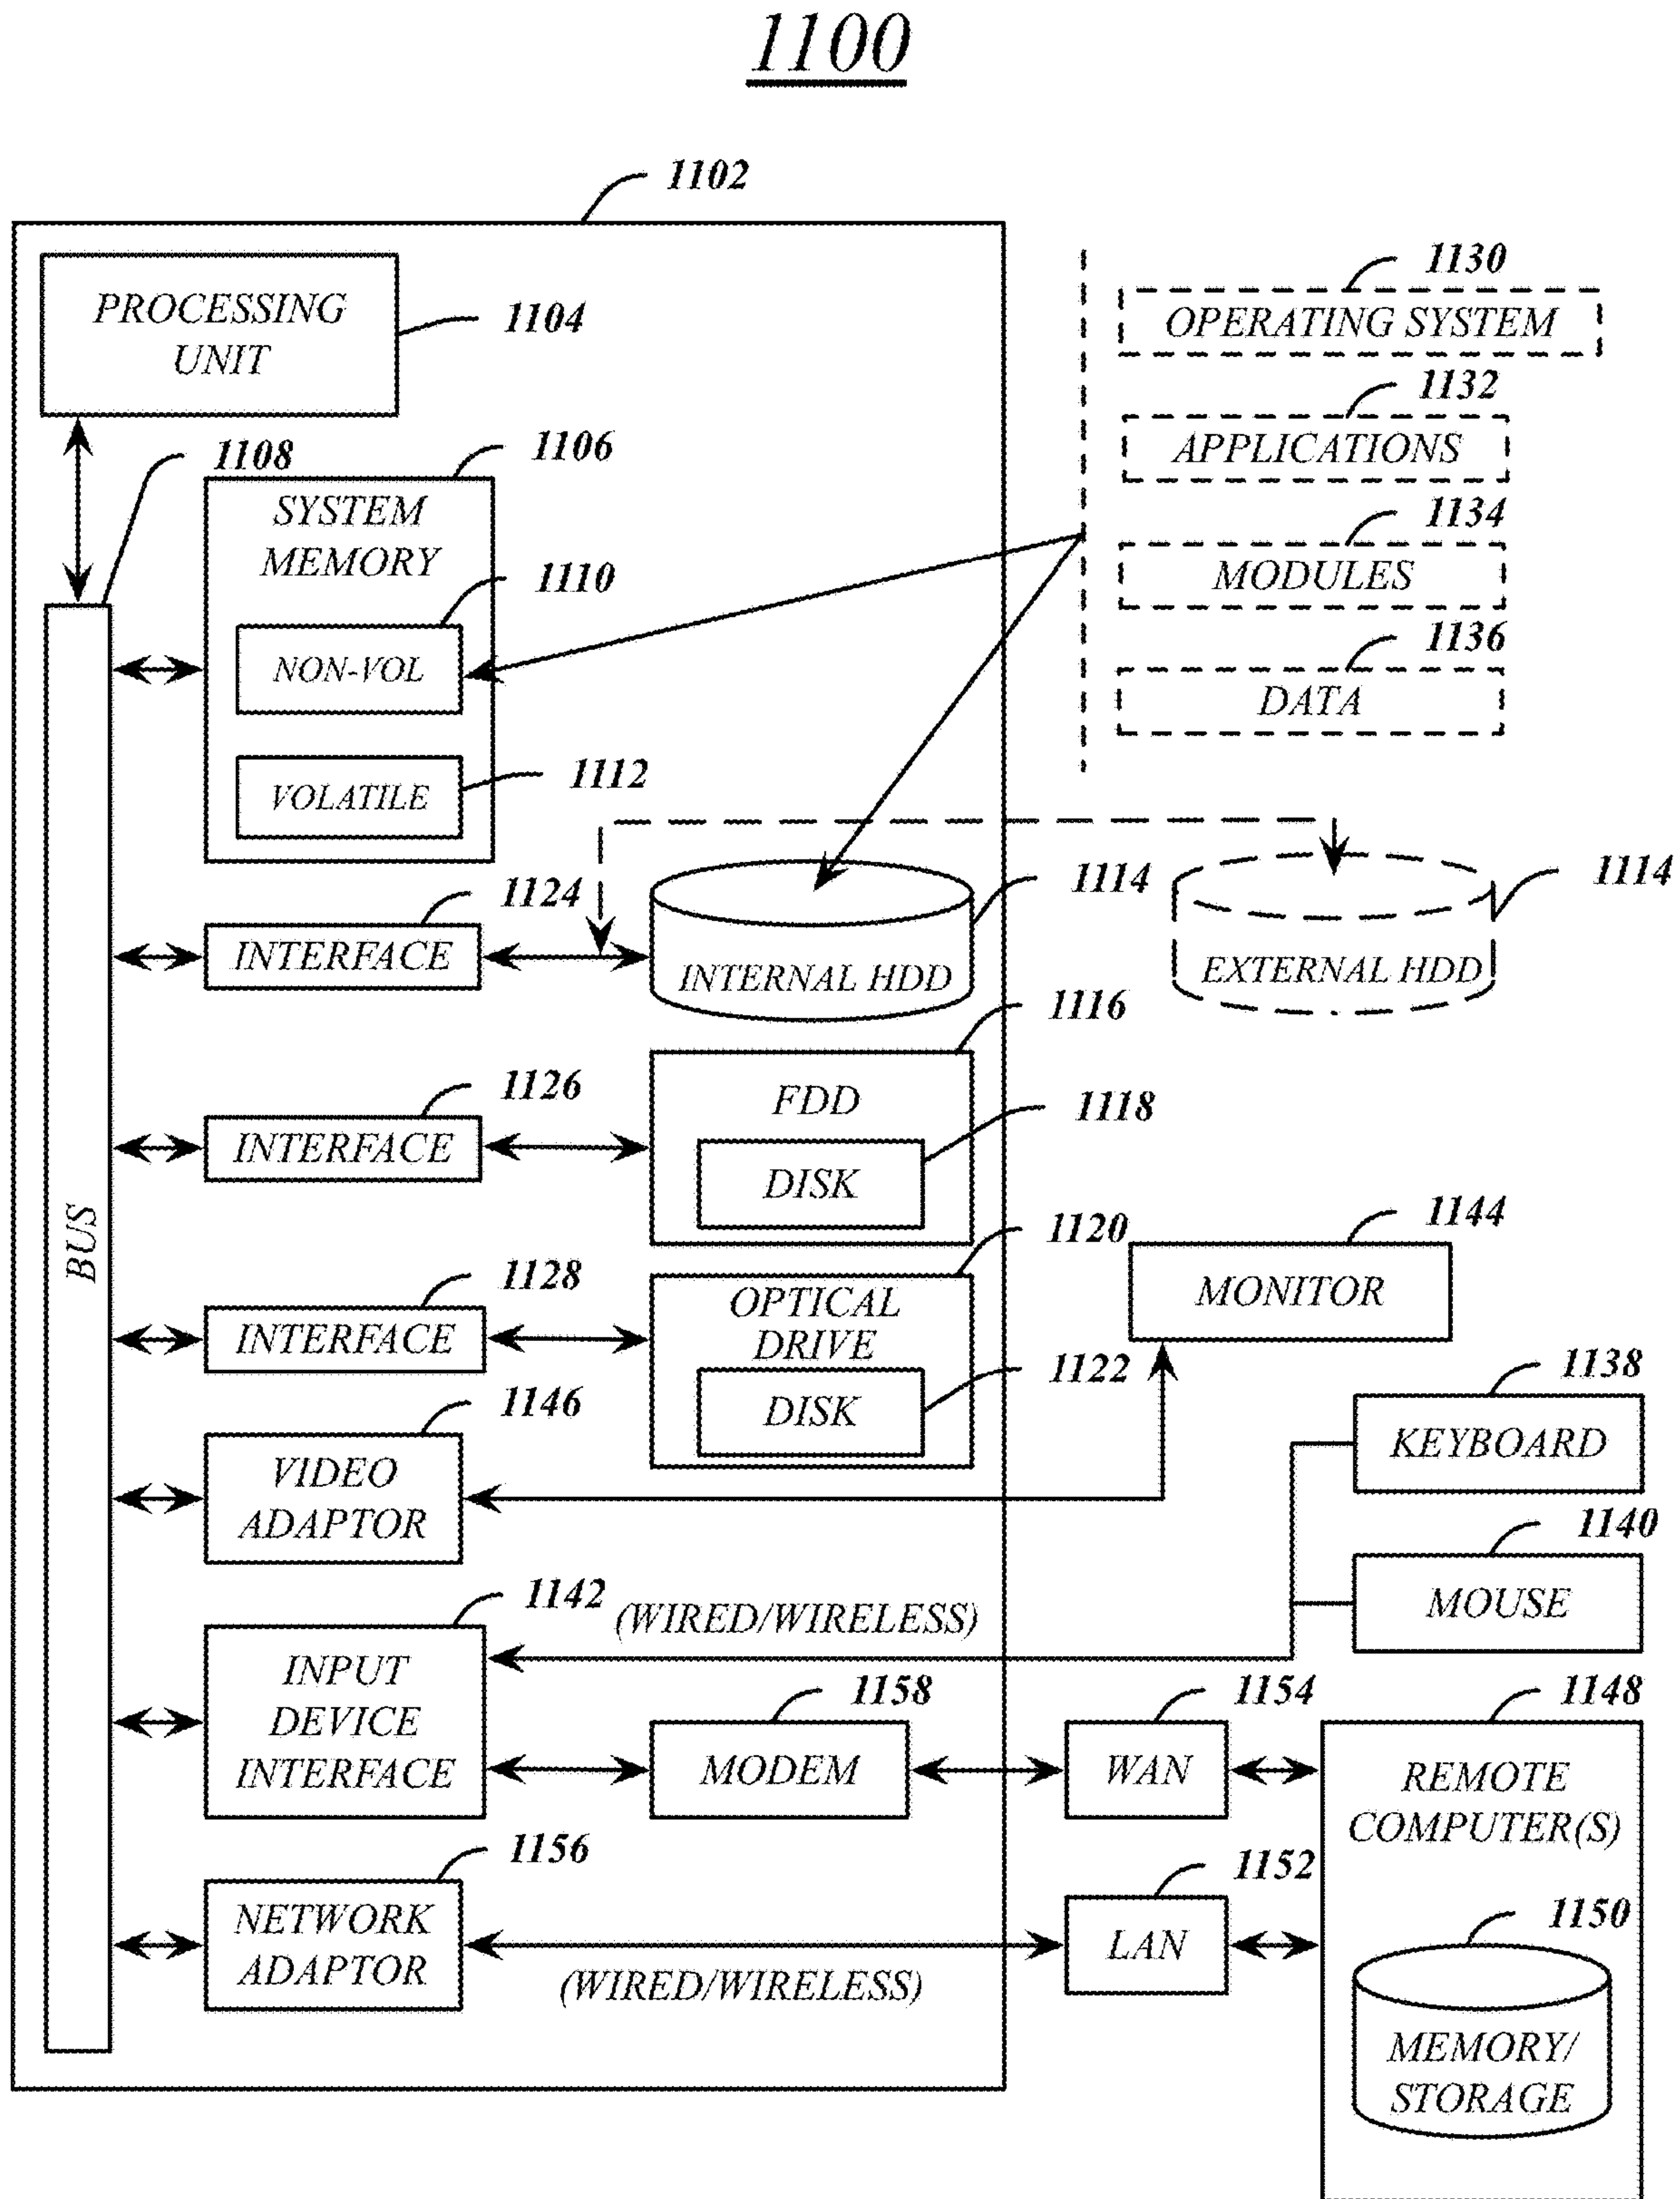 1100
1102
PROCESSING
UNIT
1104
1130
OPERATING SYSTEM
1132
APPLICATIONS
1134
MODULES
1136
DATA
1108
1106
SYSTEM
MEMORY
1110
NON-VOL
1112
VOLATILE
BUS
1124
INTERFACE
1114
INTERNAL HDD
1114
EXTERNAL HDD
1126
INTERFACE
1116
FDD
1118
DISK
1128
INTERFACE
1120
OPTICAL
DRIVE
1122
DISK
1144
MONITOR
1146
VIDEO
ADAPTOR
1138
KEYBOARD
1140
MOUSE
1142
INPUT
DEVICE
INTERFACE
(WIRED/WIRELESS)
1158
MODEM
1154
WAN
1148
REMOTE
COMPUTER(S)
1156
NETWORK
ADAPTOR
(WIRED/WIRELESS)
1152
LAN
1150
MEMORY/
STORAGE